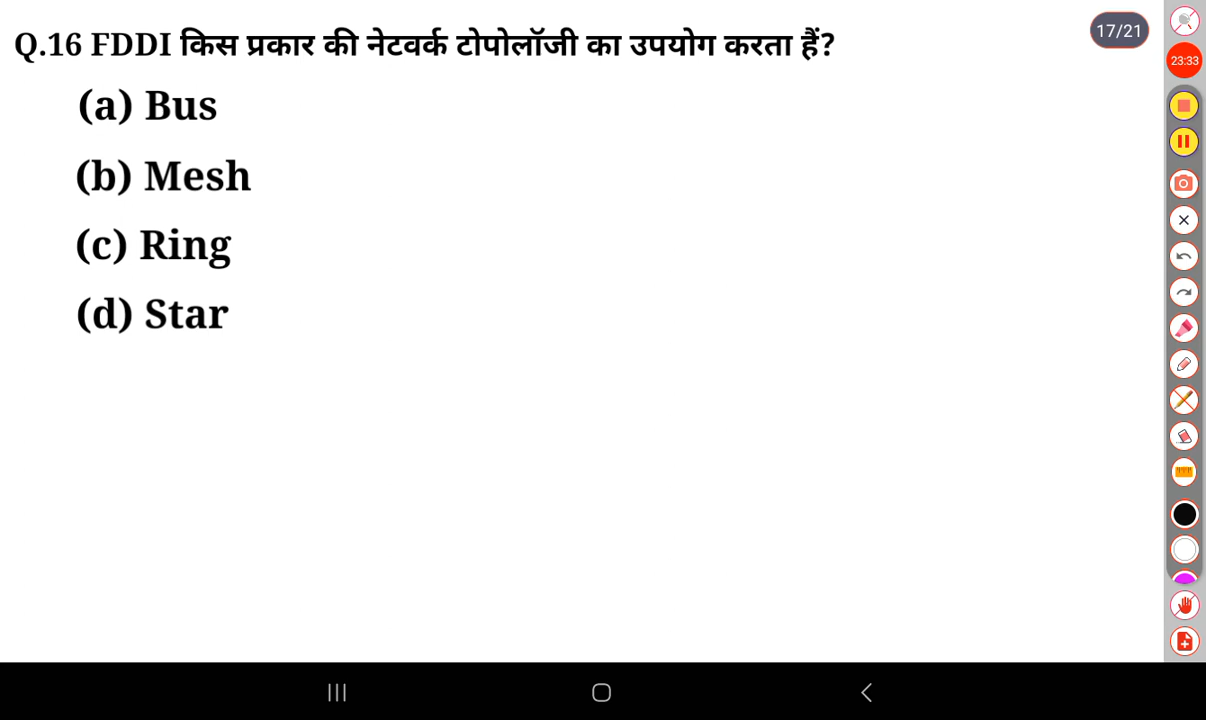 Q.16 FDDI किस प्रकार की नेटवर्क टोपोलॉजी का उपयोग करता हैं?
17/21
23:33
(a) Bus
(b) Mesh
(c) Ring
(d) Star